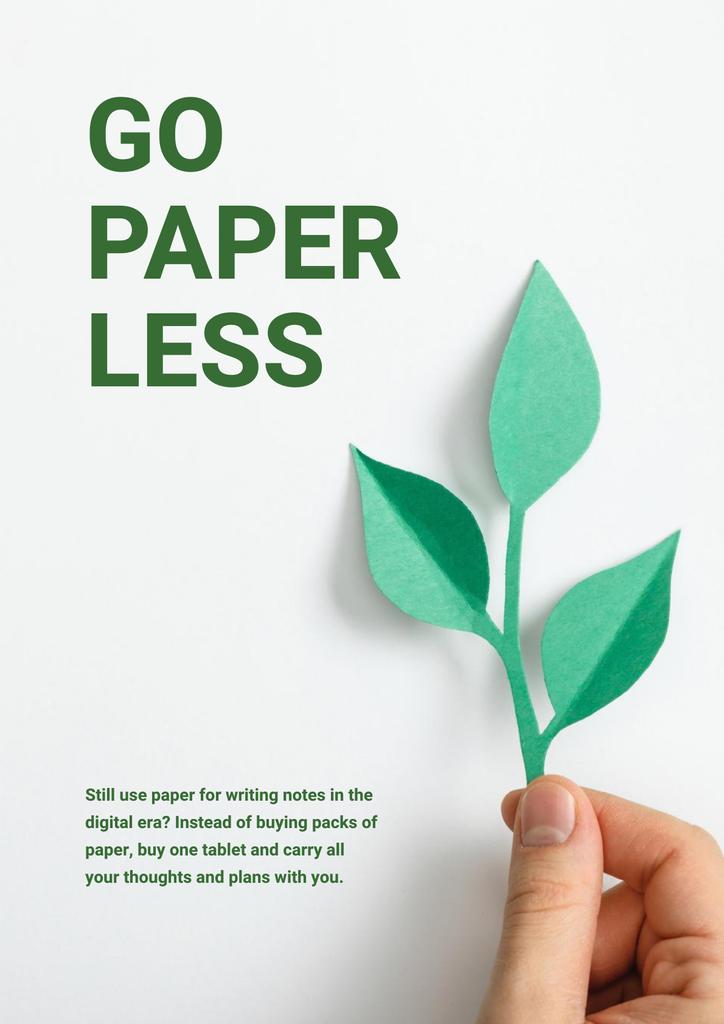 GO
PAPER
LESS
Still use paper for writing notes in the
digital era? Instead of buying packs of
paper, buy one tablet and carry all
your thoughts and plans with you.